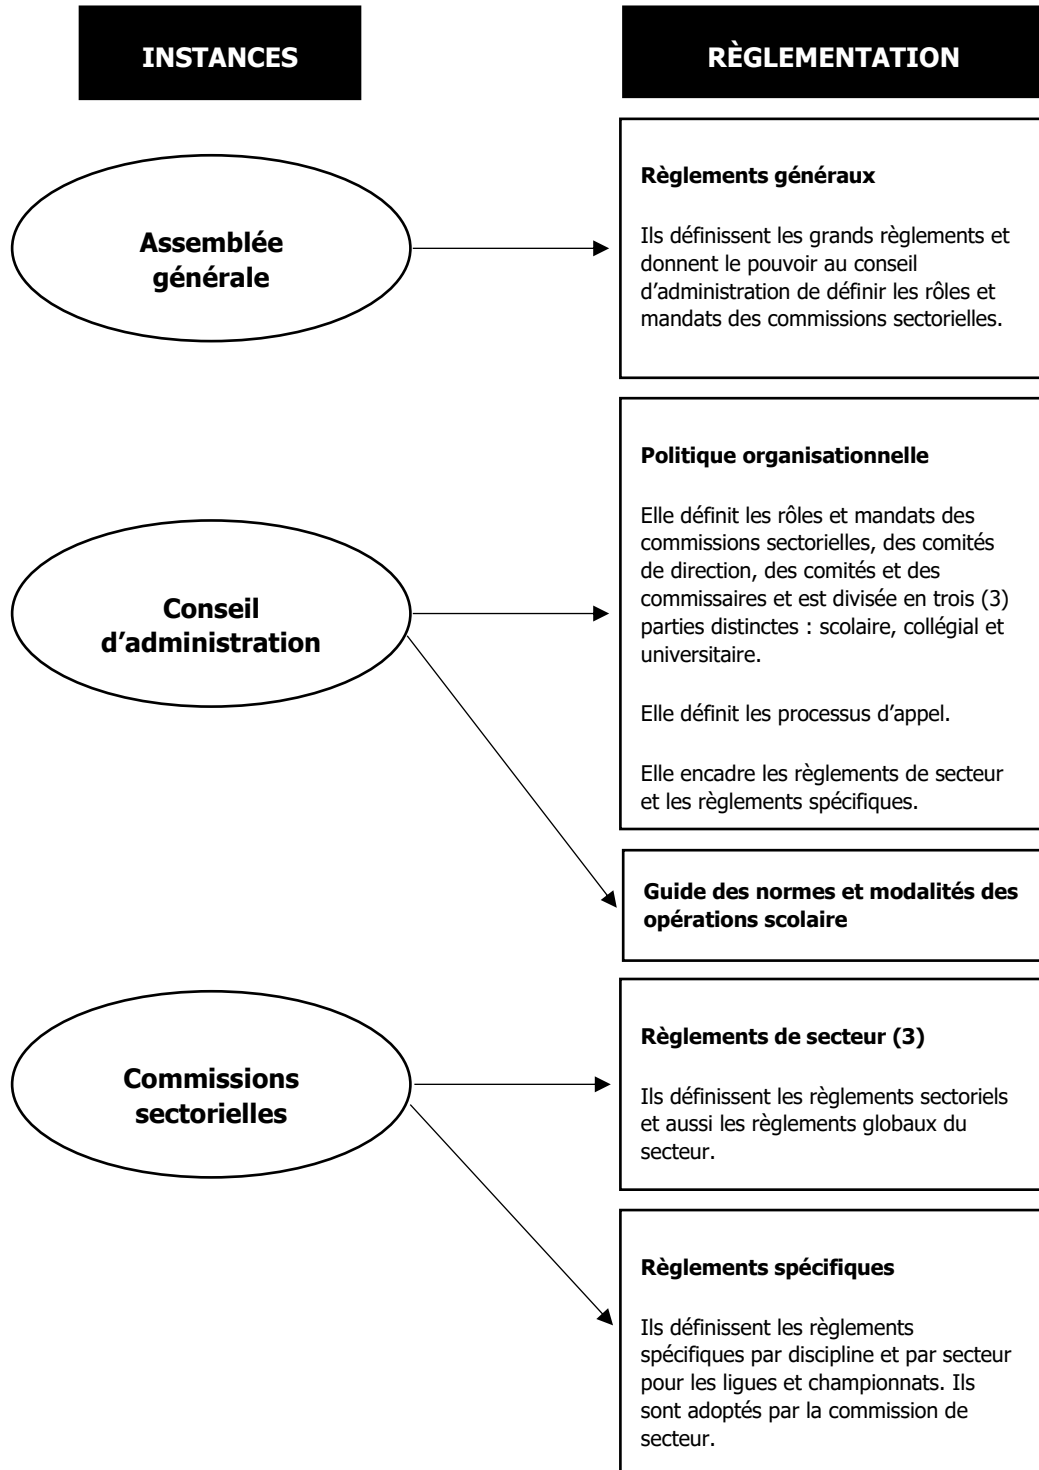 INSTANCES
RÈGLEMENTATION
Assemblée
générale
Règlements généraux
Ils définissent les grands règlements et
donnent le pouvoir au conseil
d’administration de définir les rôles et
mandats des commissions sectorielles.
Conseil
d’administration
Politique organisationnelle
Elle définit les rôles et mandats des
commissions sectorielles, des comités
de direction, des comités et des
commissaires et est divisée en trois (3)
parties distinctes : scolaire, collégial et
universitaire.
Elle définit les processus d’appel.
Elle encadre les règlements de secteur
et les règlements spécifiques.
Guide des normes et modalités des
opérations scolaire
Commissions
sectorielles
Règlements de secteur (3)
Ils définissent les règlements sectoriels
et aussi les règlements globaux du
secteur.
Règlements spécifiques
Ils définissent les règlements
spécifiques par discipline et par secteur
pour les ligues et championnats. Ils
sont adoptés par la commission de
secteur.